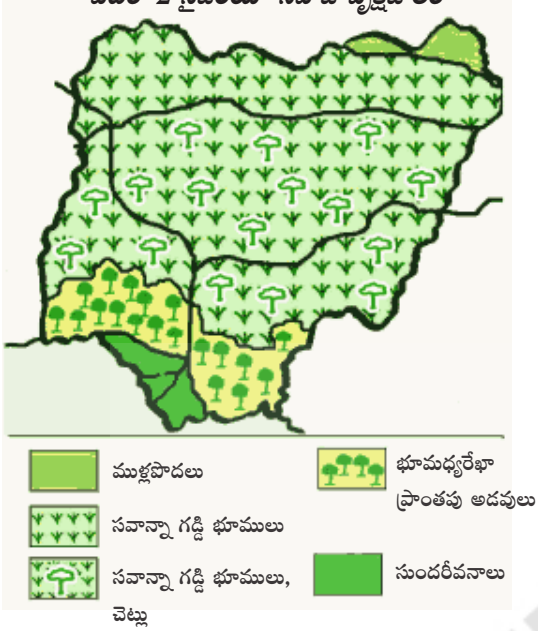 ముళ్లపొదలు
సవాన్నా గడ్డి భూములు
సవాన్నా గడ్డి భూములు,
చెట్లు
భూమధ్యరేఖా
ప్రాంతపు అడవులు
సుందరీవనాలు